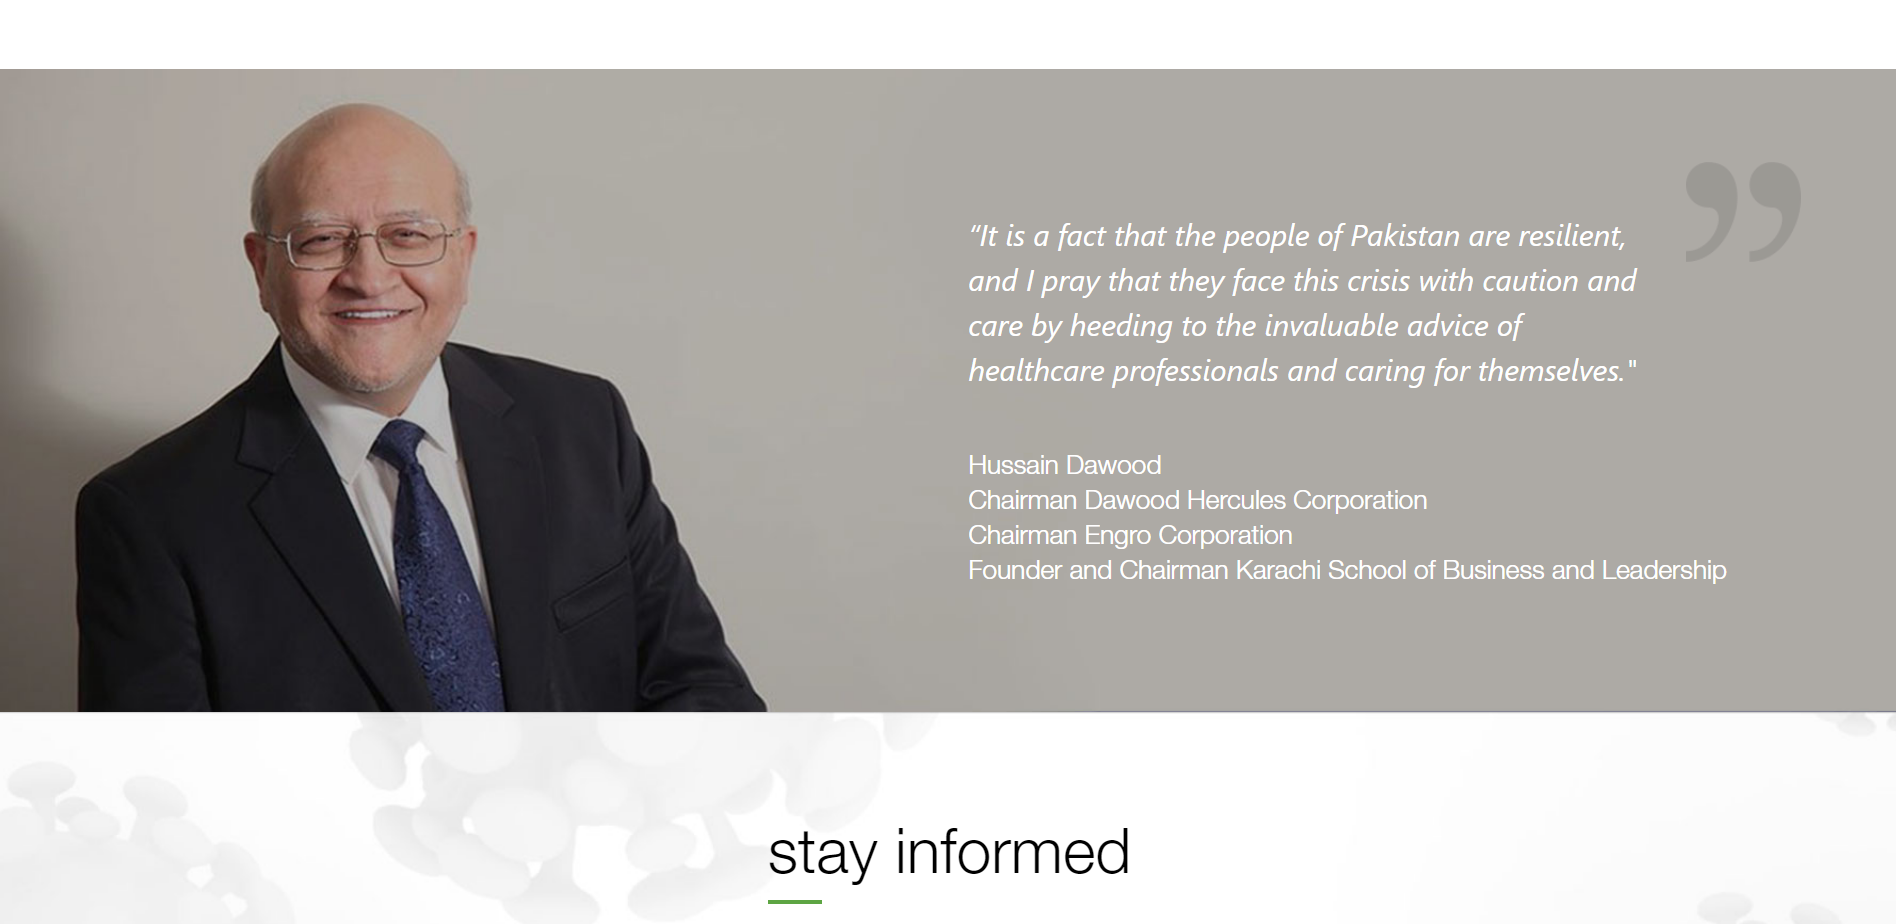 “It is a fact that the people of Pakistan are resilient,
and I pray that they face this crisis with caution and
care by heeding to the invaluable advice of
healthcare professionals and caring for themselves."
Hussain Dawood
Chairman Dawood Hercules Corporation
Chairman Engro Corporation
Founder and Chairman Karachi School of Business and Leadership
stay informed